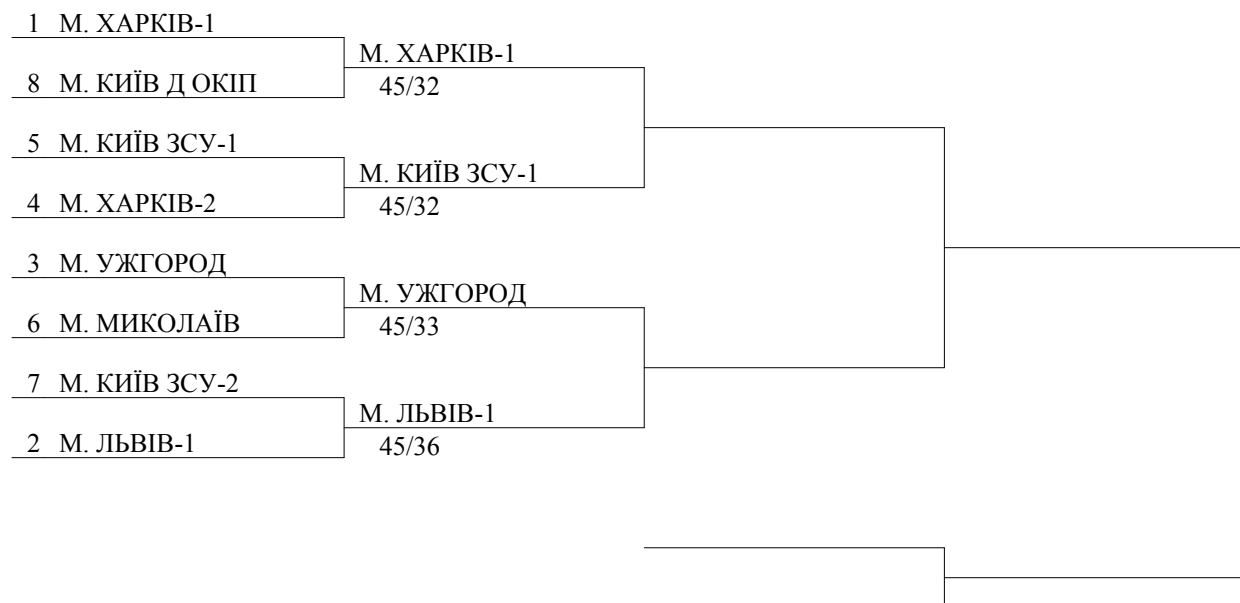 1 М. ХАРКІВ-1
М. ХАРКІВ-1
8 М. КИЇВ Д ОКІП
45/32
5 М. КИЇВ ЗСУ-1
М. КИЇВ ЗСУ-1
4 М. ХАРКІВ-2
45/32
3 М. УЖГОРОД
М. УЖГОРОД
6 М. МИКОЛАЇВ
45/33
7 М. КИЇВ ЗСУ-2
М. ЛЬВІВ-1
2 М. ЛЬВІВ-1
45/36